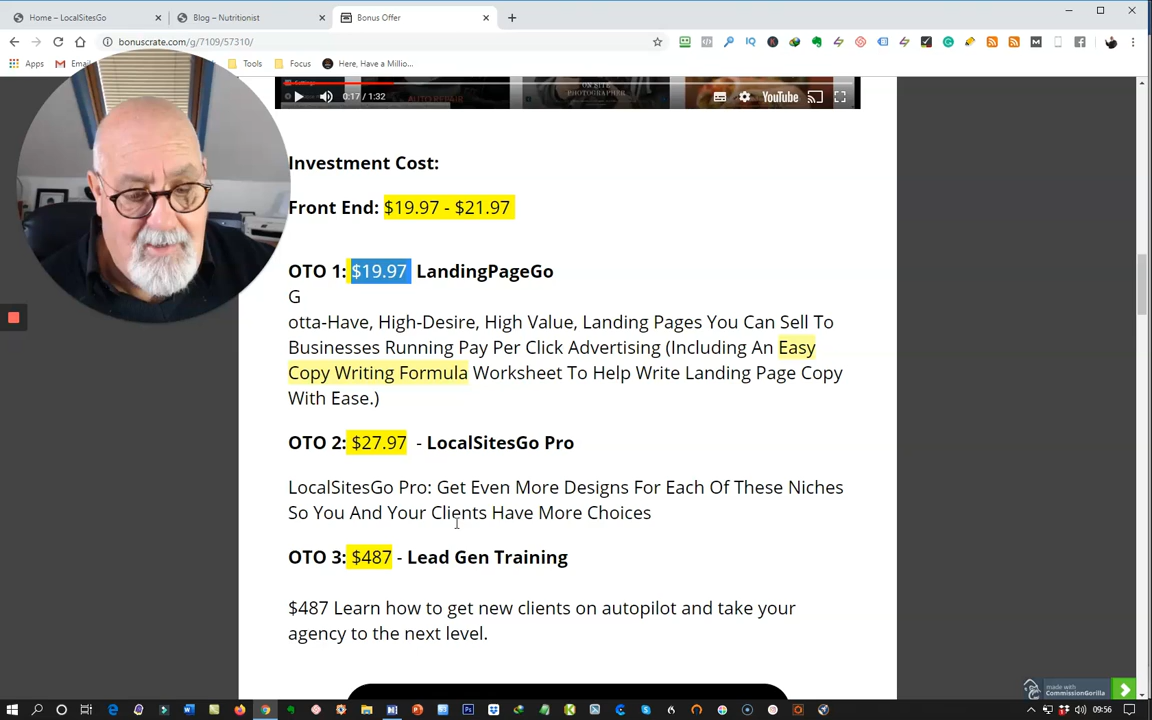 Home – LocalSitesGo
Blog – Nutritionist
Bonus Offer
bonuscrate.com/g/7109/57310/
Apps
Email
Tools
Focus
Here, Have a Millio...
AUTO REPAIR
ON SITE
PHOTOGRAPHER
0:17 / 1:32
YouTube
Investment Cost:
Front End: $19.97 - $21.97
OTO 1: $19.97 LandingPageGo
G
otta-Have, High-Desire, High Value, Landing Pages You Can Sell To
Businesses Running Pay Per Click Advertising (Including An Easy
Copy Writing Formula Worksheet To Help Write Landing Page Copy
With Ease.)
OTO 2: $27.97 - LocalSitesGo Pro
LocalSitesGo Pro: Get Even More Designs For Each Of These Niches
So You And Your Clients Have More Choices
OTO 3: $487 - Lead Gen Training
$487 Learn how to get new clients on autopilot and take your
agency to the next level.
made with
CommissionGorilla
09:56